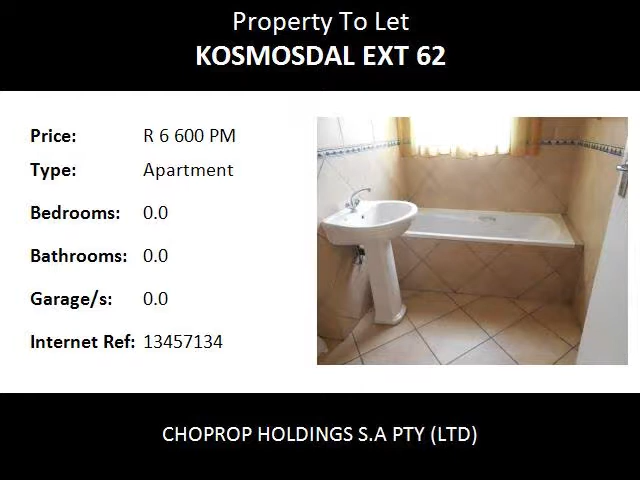 Property To Let
KOSMOSDAL EXT 62
Price: R 6 600 PM
Type: Apartment
Bedrooms: 0.0
Bathrooms: 0.0
Garage/s: 0.0
Internet Ref: 13457134
CHOPROP HOLDINGS S.A PTY (LTD)